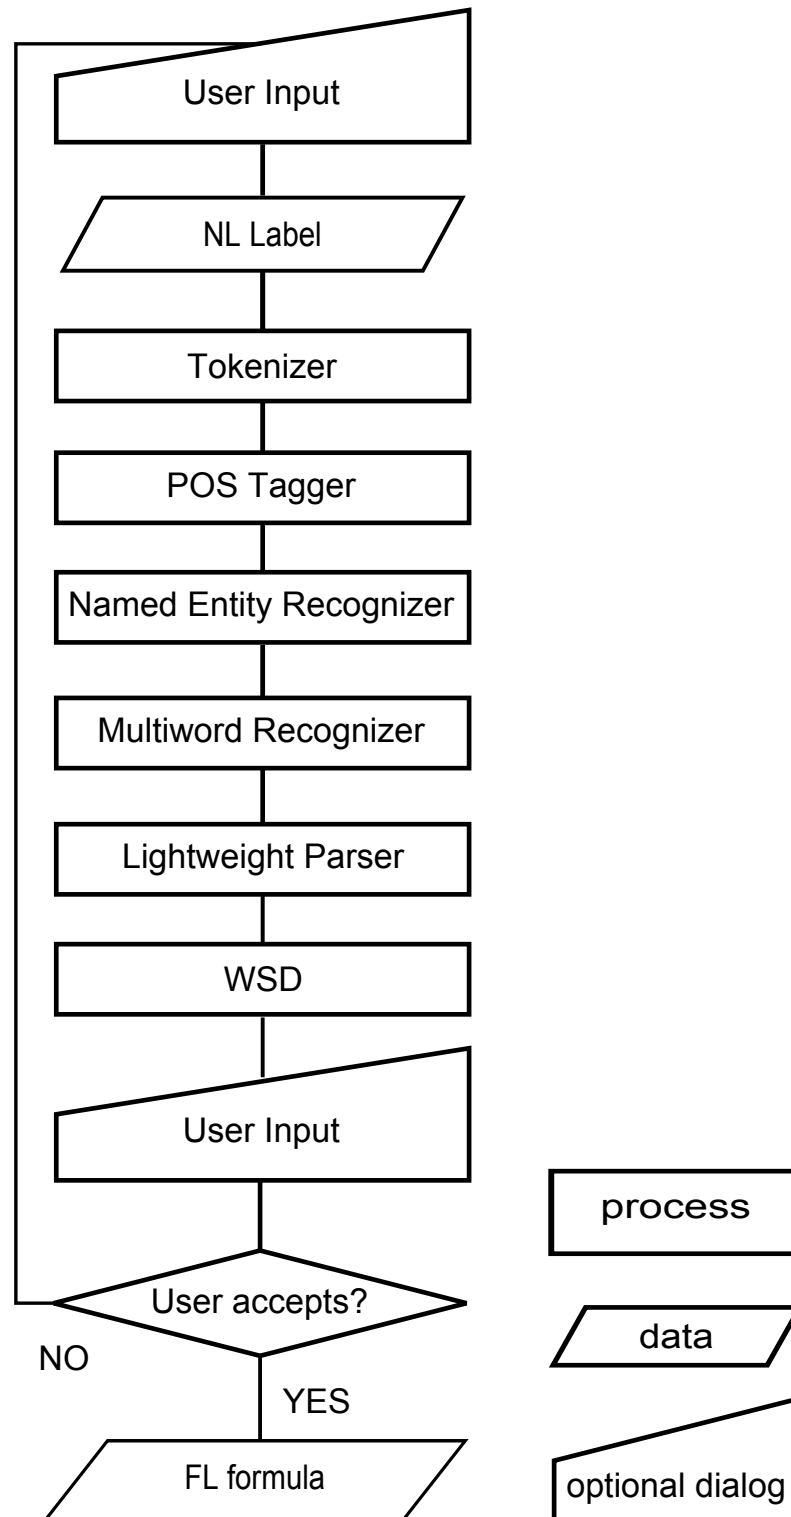 User Input
NL Label
Tokenizer
POS Tagger
Named Entity Recognizer
Multiword Recognizer
Lightweight Parser
WSD
User Input
User accepts?
NO
YES
FL formula
process
data
optional dialog